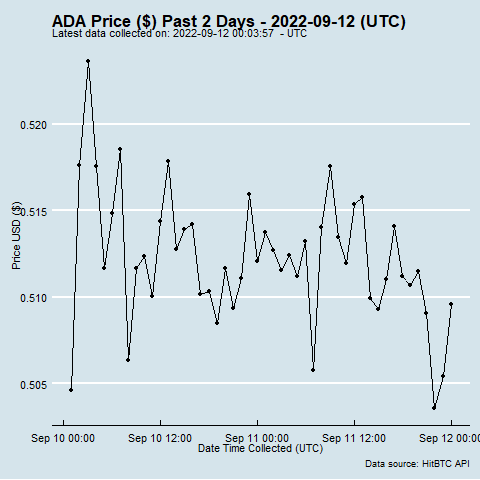 ADA Price ($) Past 2 Days - 2022-09-12 (UTC)
Latest data collected on: 2022-09-12 00:03:57 - UTC
0.520
0.515
0.510
0.505
Price USD ($)
Sep 10 00:00 Sep 10 12:00 Sep 11 00:00 Sep 11 12:00 Sep 12 00:00
Date Time Collected (UTC)
Data source: HitBTC API